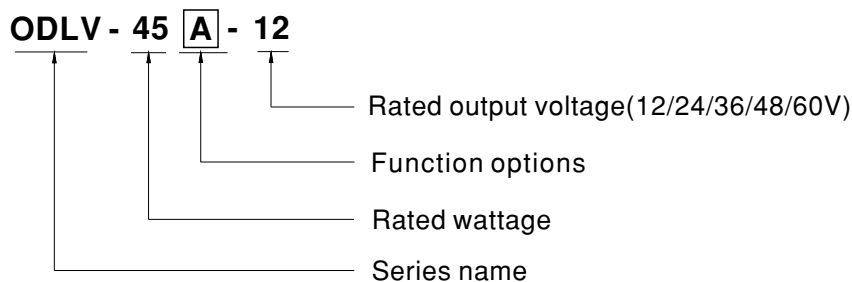 ODLV - 45 A - 12
Rated output voltage(12/24/36/48/60V)
Function options
Rated wattage
Series name